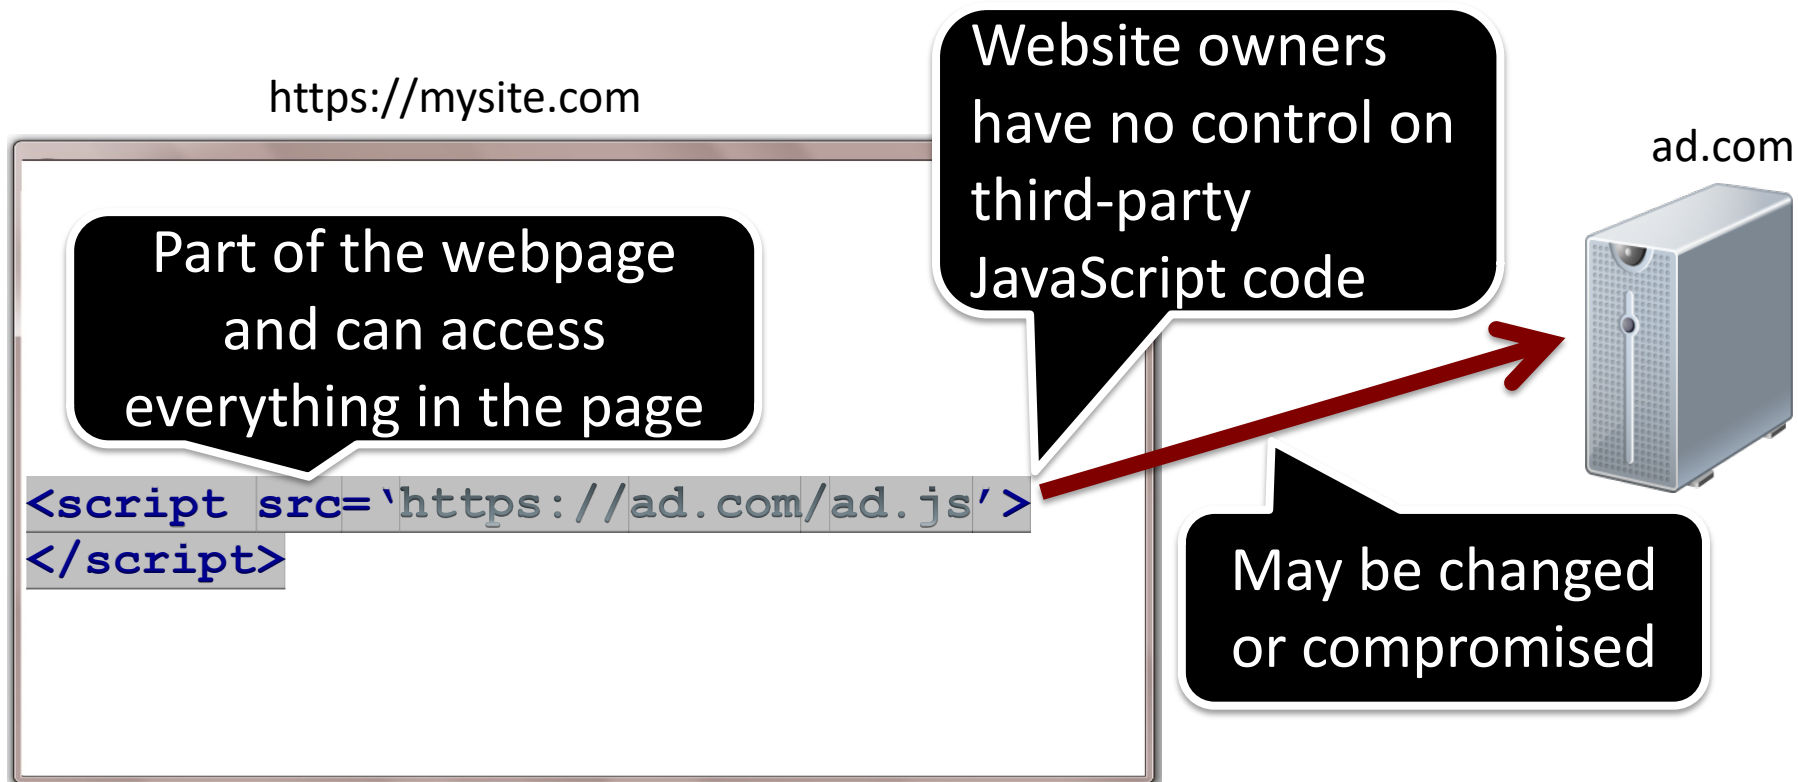 https://mysite.com
Website owners
have no control on
third-party
JavaScript code
ad.com
Part of the webpage
and can access
everything in the page
<script src=‘https://ad.com/ad.js’>
</script>
May be changed
or compromised